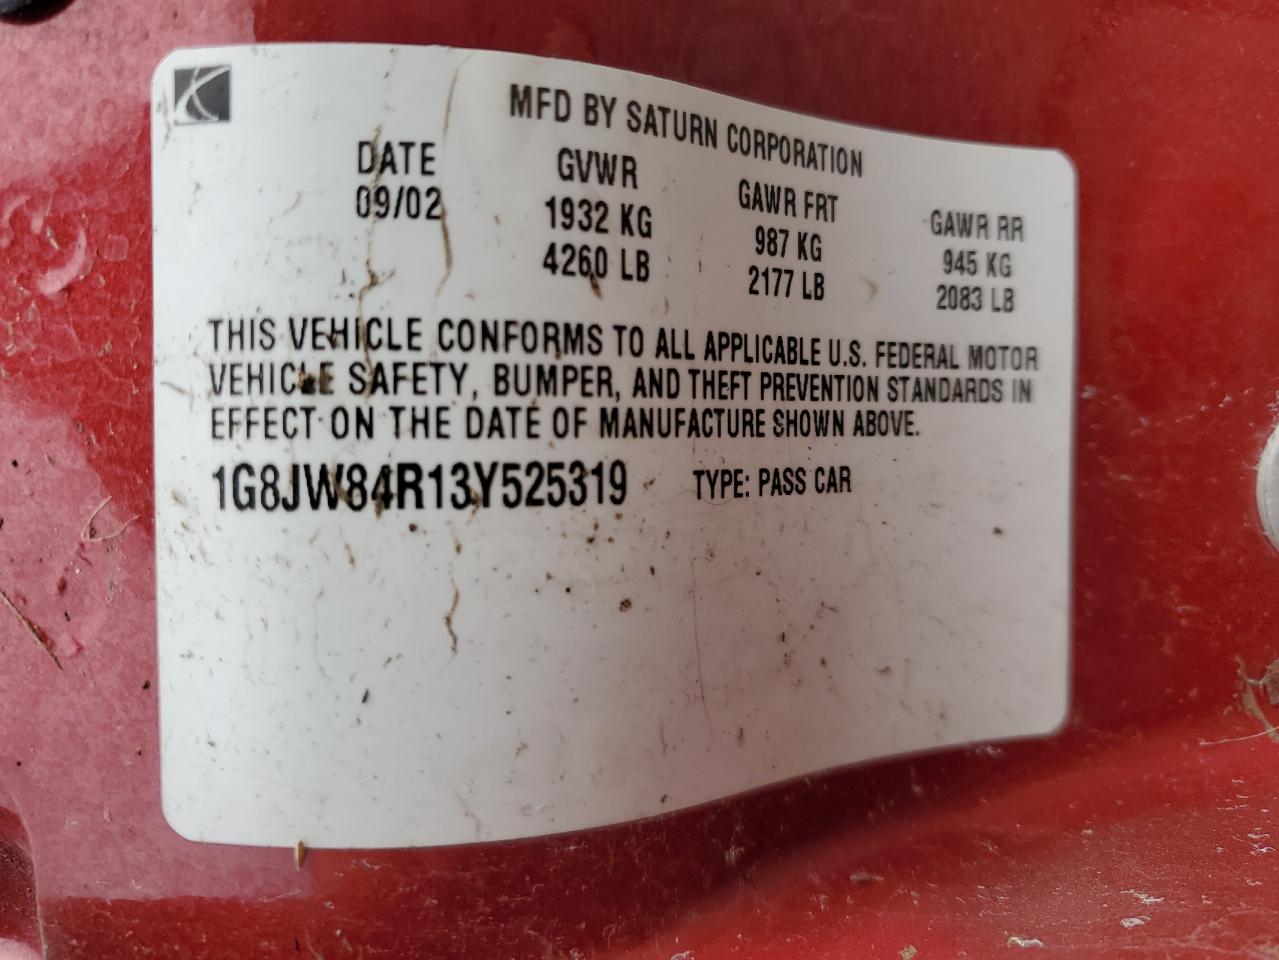 MFD BY SATURN CORPORATION
DATE GVWR GAWR FRT GAWR RR
09/02 1932 KG 987 KG 945 KG
4260 LB 2177 LB 2083 LB
THIS VEHICLE CONFORMS TO ALL APPLICABLE U.S. FEDERAL MOTOR
VEHICLE SAFETY, BUMPER, AND THEFT PREVENTION STANDARDS IN
EFFECT ON THE DATE OF MANUFACTURE SHOWN ABOVE.
1G8JW84R13Y525319 TYPE: PASS CAR